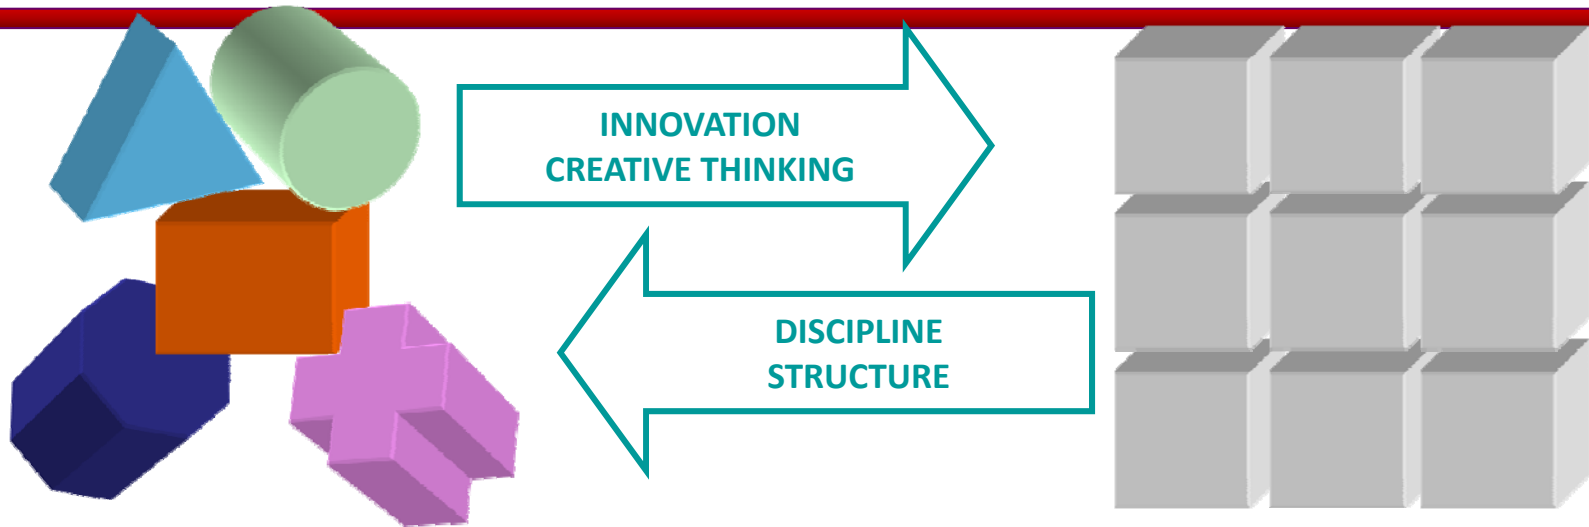 INNOVATION
CREATIVE THINKING
DISCIPLINE
STRUCTURE